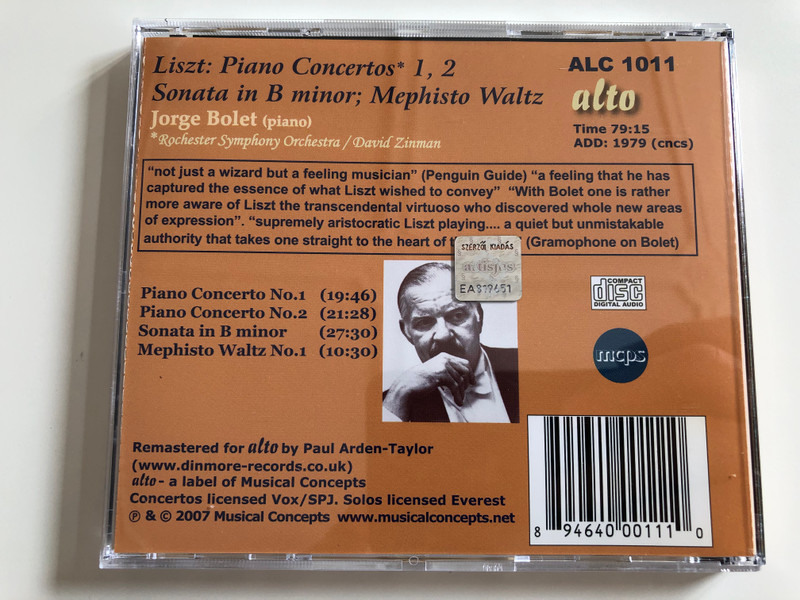 Liszt: Piano Concertos* 1, 2
Sonata in B minor; Mephisto Waltz
Jorge Bolet (piano)
*Rochester Symphony Orchestra / David Zinman
ALC 1011
alto
Time 79:15
ADD: 1979 (cncs)
"not just a wizard but a feeling musician" (Penguin Guide) "a feeling that he has
captured the essence of what Liszt wished to convey" "With Bolet one is rather
more aware of Liszt the transcendental virtuoso who discovered whole new areas
of expression". "supremely aristocratic Liszt playing.... a quiet but unmistakable
authority that takes one straight to the heart of (Gramophone on Bolet)
SZERZŐI KIADÁS
artisjus
Piano Concerto No.1 (19:46)
Piano Concerto No.2 (21:28)
Sonata in B minor (27:30)
Mephisto Waltz No.1 (10:30)
COMPACT
disc
DIGITAL AUDIO
mcps
Remastered for alto by Paul Arden-Taylor
(www.dinmore-records.co.uk)
alto - a label of Musical Concepts
Concertos licensed Vox/SPJ. Solos licensed Everest
℗ & © 2007 Musical Concepts www.musicalconcepts.net
8 94640 00111 0